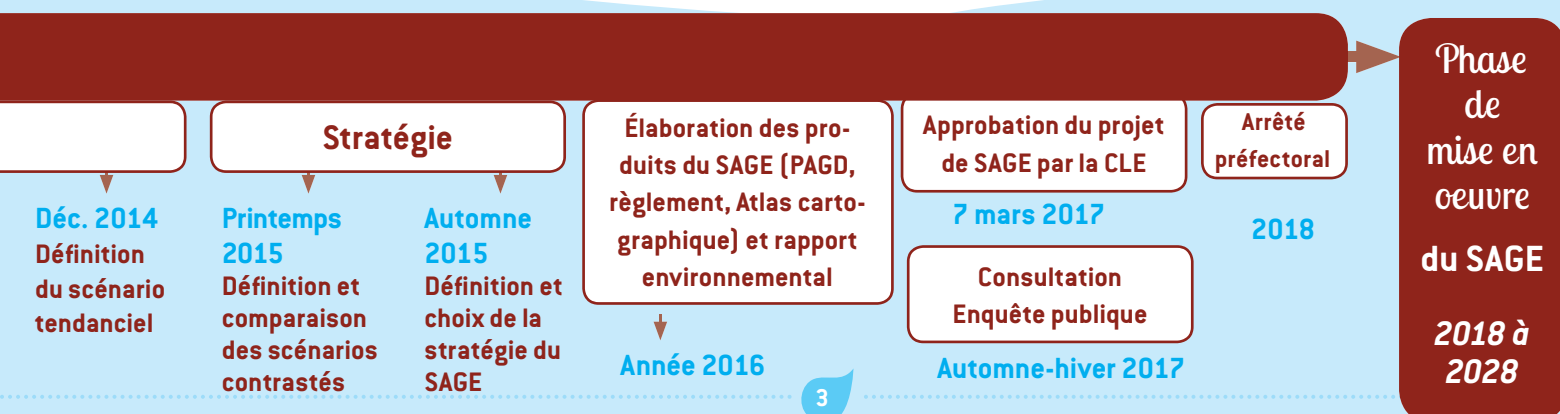 Déc. 2014
Définition
du scénario
tendanciel
Stratégie
Printemps
2015
Définition et
comparaison
des scénarios
contrastés
Automne
2015
Définition et
choix de la
stratégie du
SAGE
Élaboration des pro-
duits du SAGE (PAGD,
règlement, Atlas carto-
graphique) et rapport
environnemental
Année 2016
Approbation du projet
de SAGE par la CLE
7 mars 2017
Consultation
Enquête publique
Automne-hiver 2017
Arrêté
préfectoral
2018
Phase
de
mise en
oeuvre
du SAGE
2018 à
2028
3